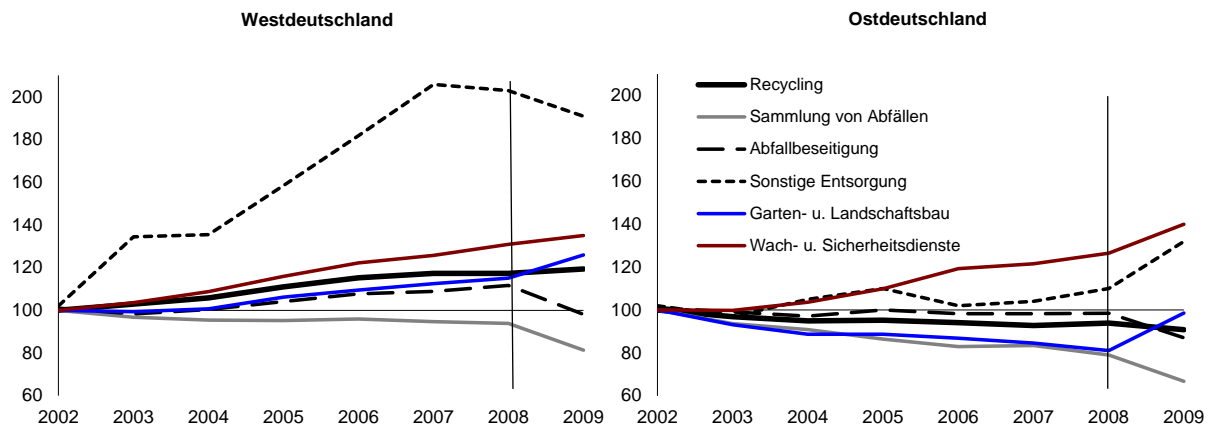 Westdeutschland
200
180
160
140
120
100
80
60
2002 2003 2004 2005 2006 2007 2008 2009
Ostdeutschland
200
180
160
140
120
100
80
60
Recycling
Sammlung von Abfällen
Abfallbeseitigung
Sonstige Entsorgung
Garten- u. Landschaftsbau
Wach- u. Sicherheitsdienste
2002 2003 2004 2005 2006 2007 2008 2009